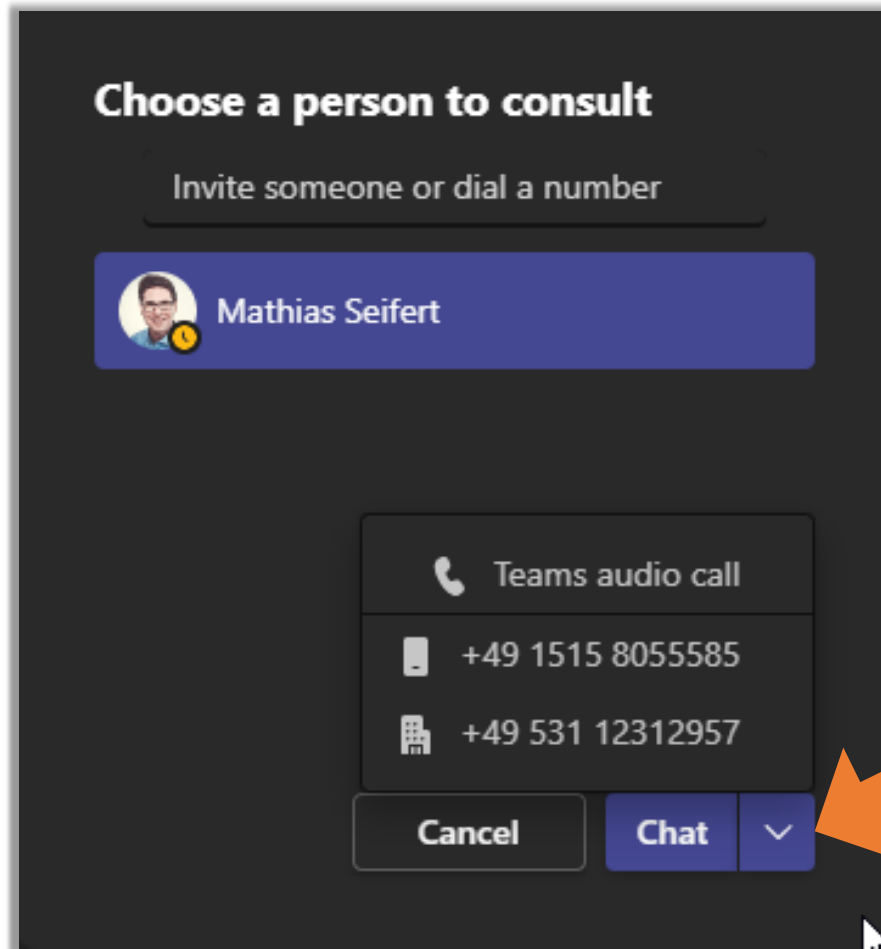 Choose a person to consult
Invite someone or dial a number
Mathias Seifert
Teams audio call
+49 1515 8055585
+49 531 12312957
Cancel
Chat